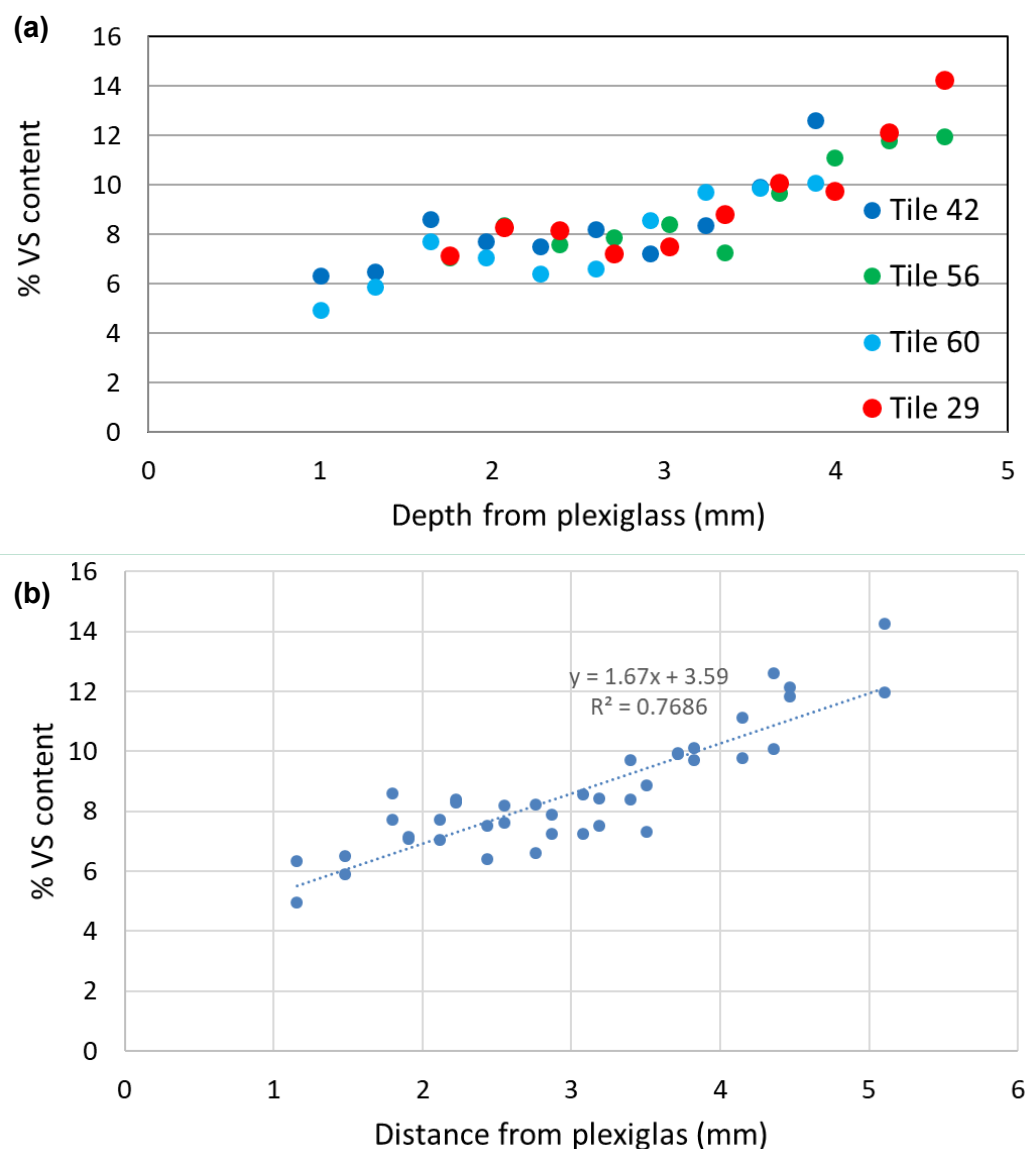 (a)
16
14
12
10
8
6
4
2
0
% VS content
Tile 42
Tile 56
Tile 60
Tile 29
0 1 2 3 4 5
Depth from plexiglass (mm)
(b)
16
14
12
10
8
6
4
2
0
% VS content
y = 1.67x + 3.59
R² = 0.7686
0 1 2 3 4 5 6
Distance from plexiglas (mm)